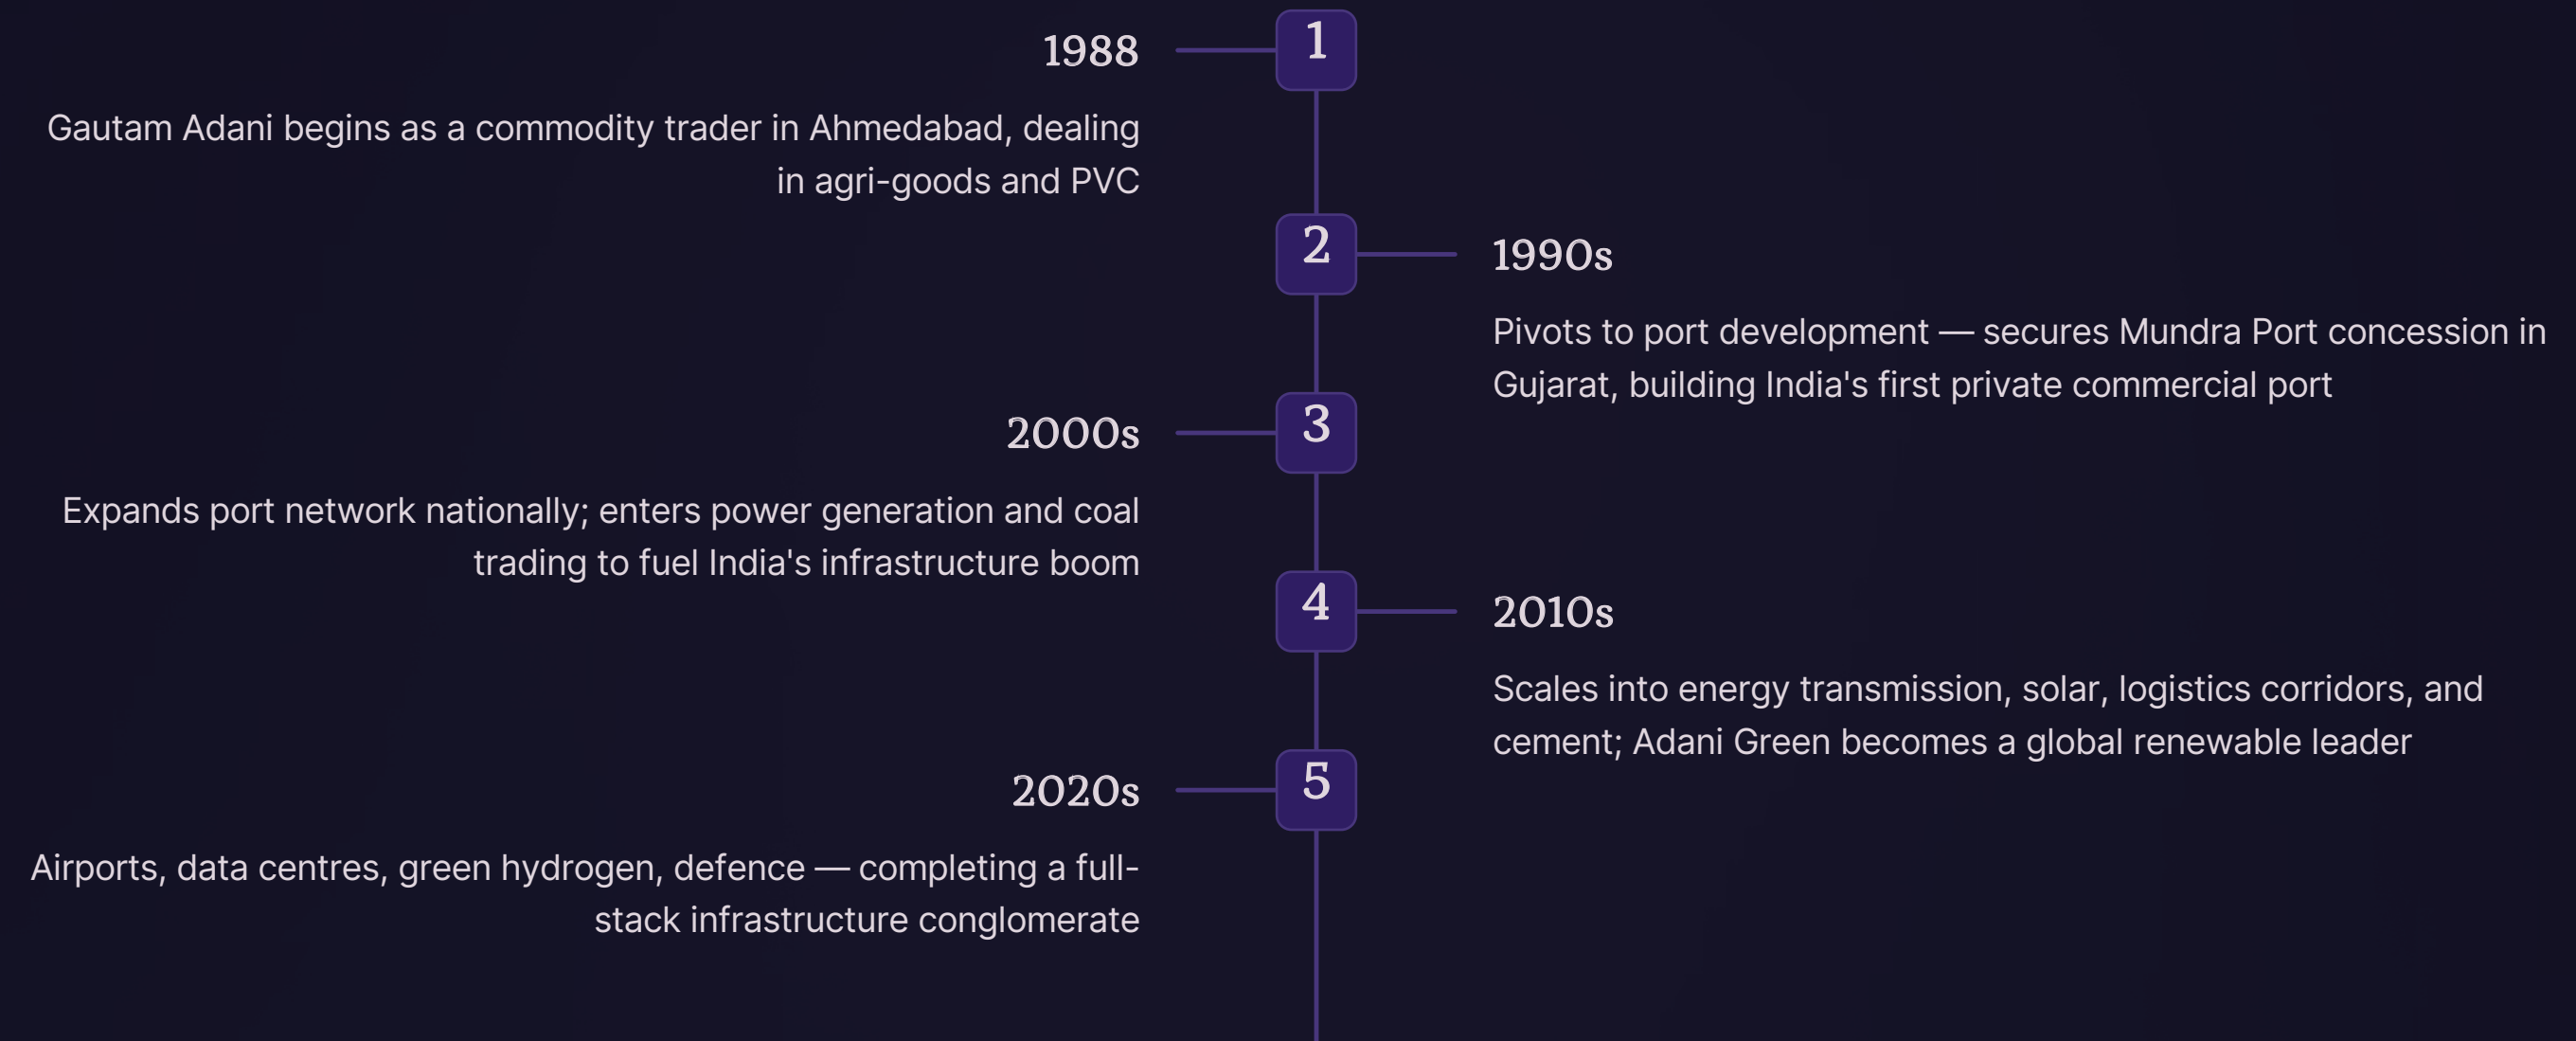 1
1988
Gautam Adani begins as a commodity trader in Ahmedabad, dealing
in agri-goods and PVC
2
1990s
Pivots to port development — secures Mundra Port concession in
Gujarat, building India's first private commercial port
3
2000s
Expands port network nationally; enters power generation and coal
trading to fuel India's infrastructure boom
4
2010s
Scales into energy transmission, solar, logistics corridors, and
cement; Adani Green becomes a global renewable leader
5
2020s
Airports, data centres, green hydrogen, defence — completing a full-
stack infrastructure conglomerate